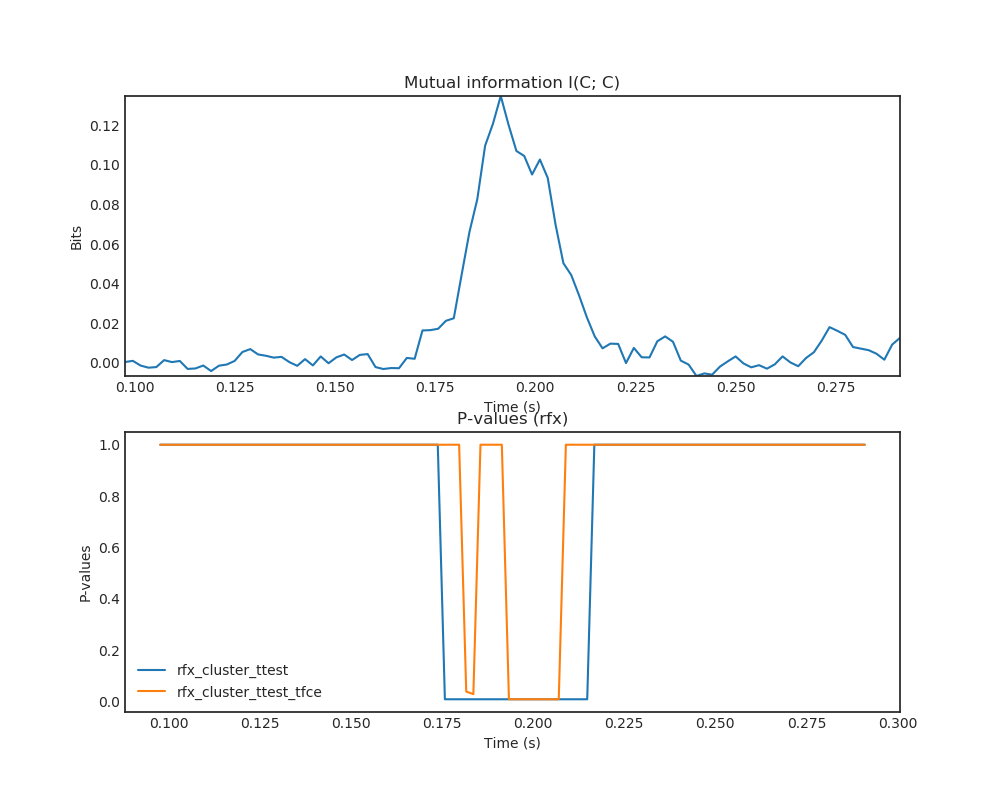 Mutual information I(C; C)
0.12
0.10
0.08
0.06
0.04
0.02
0.00
Bits
0.100 0.125 0.150 0.175 0.200 0.225 0.250 0.275
Time (s)
P-values (rfx)
1.0
0.8
0.6
0.4
0.2
0.0
P-values
rfx_cluster_ttest
rfx_cluster_ttest_tfce
0.100 0.125 0.150 0.175 0.200 0.225 0.250 0.275 0.300
Time (s)